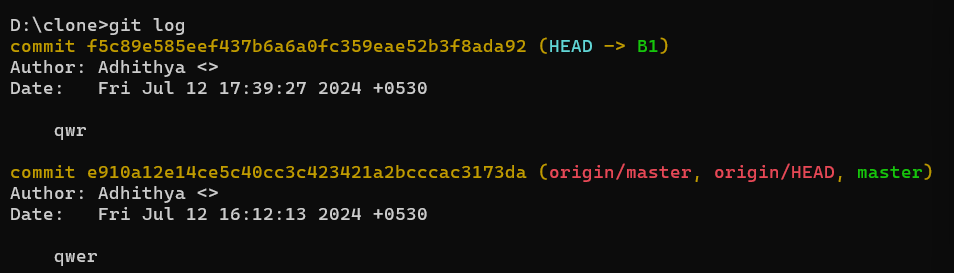 D:\clone>git log
commit f5c89e585eef437b6a6a0fc359eae52b3f8ada92 (HEAD -> B1)
Author: Adhithya <>
Date:   Fri Jul 12 17:39:27 2024 +0530
qwr
commit e910a12e14ce5c40cc3c423421a2bcccac3173da (origin/master, origin/HEAD, master)
Author: Adhithya <>
Date:   Fri Jul 12 16:12:13 2024 +0530
qwer